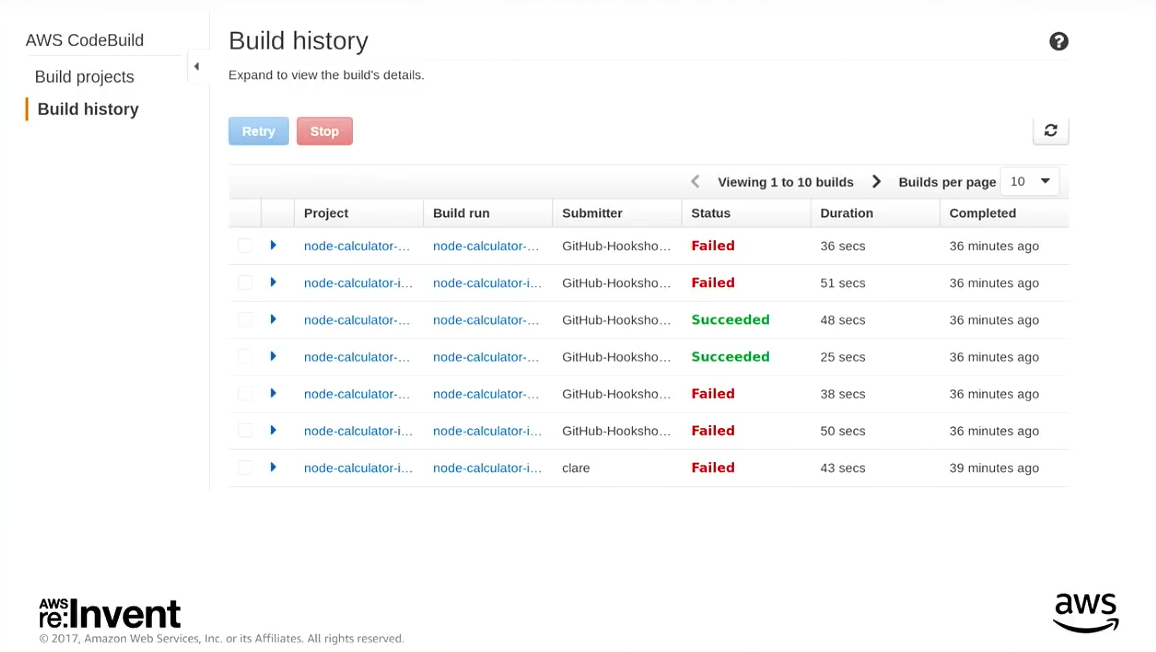 AWS CodeBuild
Build projects
Build history
Build history
Expand to view the build's details.
Retry Stop
Viewing 1 to 10 builds Builds per page 10
Project Build run Submitter Status Duration Completed
node-calculator-... node-calculator-... GitHub-Hooksho... Failed 36 secs 36 minutes ago
node-calculator-i... node-calculator-i... GitHub-Hooksho... Failed 51 secs 36 minutes ago
node-calculator-... node-calculator-... GitHub-Hooksho... Succeeded 48 secs 36 minutes ago
node-calculator-... node-calculator-... GitHub-Hooksho... Succeeded 25 secs 36 minutes ago
node-calculator-... node-calculator-... GitHub-Hooksho... Failed 38 secs 36 minutes ago
node-calculator-i... node-calculator-i... GitHub-Hooksho... Failed 50 secs 36 minutes ago
node-calculator-i... node-calculator-i... clare Failed 43 secs 39 minutes ago
AWS
re:Invent
© 2017, Amazon Web Services, Inc. or its Affiliates. All rights reserved.
aws